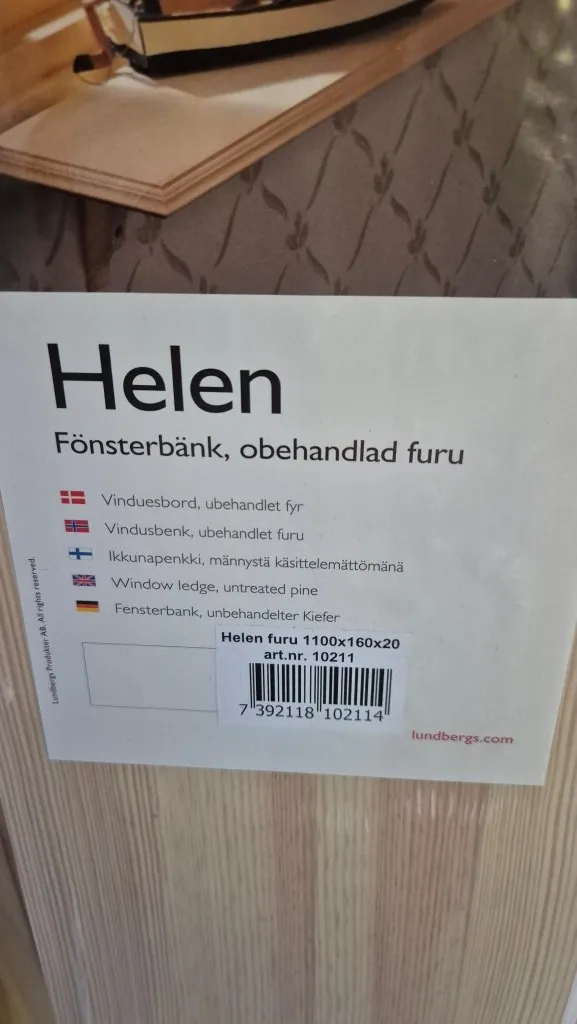 Helen
Fönsterbänk, obehandlad furu
Vinduesbord, ubehandlet fyr
Vindusbenk, ubehandlet furu
Ikkunapenkki, männystä käsittelemättömänä
Window ledge, untreated pine
Fensterbank, unbehandelter Kiefer
Lundbergs Produkter AB. All rights reserved.
Helen furu 1100x160x20
art.nr. 10211
7 392118 102114
lundbergs.com